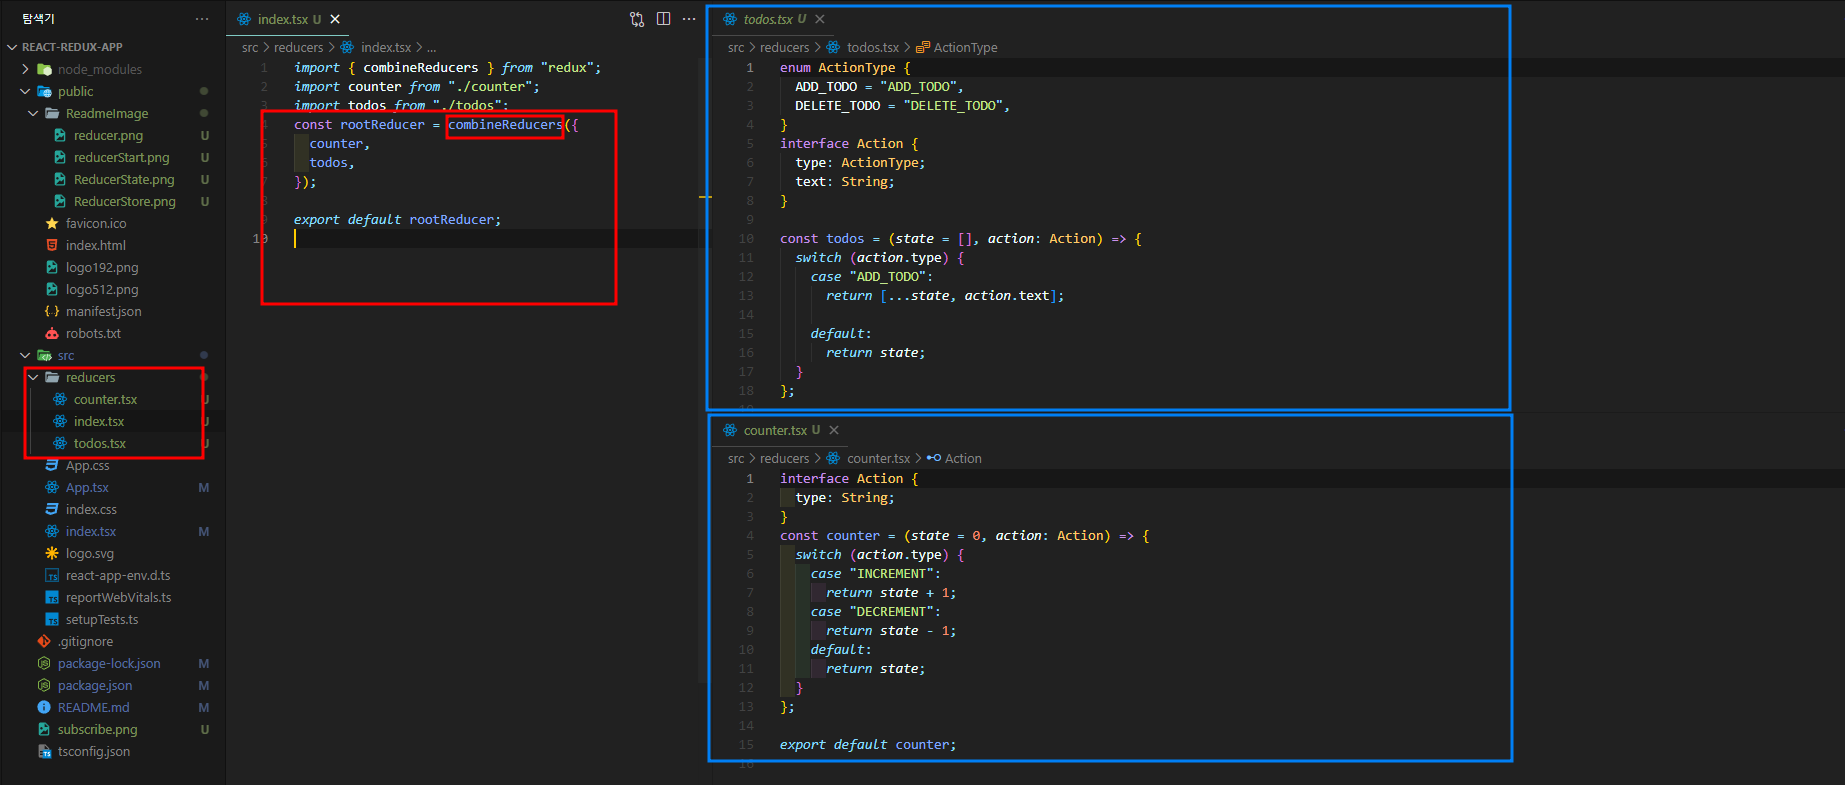 탐색기 ···
REACT-REDUX-APP
node_modules
public
ReadmeImage
reducer.png U
reducerStart.png U
ReducerState.png U
ReducerStore.png U
favicon.ico
index.html
logo192.png
logo512.png
manifest.json
robots.txt
src
reducers
counter.tsx U
index.tsx U
todos.tsx U
App.css
App.tsx M
index.css
index.tsx M
logo.svg
react-app-env.d.ts
reportWebVitals.ts
setupTests.ts
.gitignore
package-lock.json M
package.json M
README.md M
subscribe.png U
tsconfig.json
index.tsx U
src > reducers > index.tsx > ...
1 import { combineReducers } from "redux";
2 import counter from "./counter";
3 import todos from "./todos";
4 const rootReducer = combineReducers({
5 counter,
6 todos,
7 });
8
9 export default rootReducer;
10
todos.tsx U
src > reducers > todos.tsx > ActionType
1 enum ActionType {
2 ADD_TODO = "ADD_TODO",
3 DELETE_TODO = "DELETE_TODO",
4 }
5 interface Action {
6 type: ActionType;
7 text: String;
8 }
9
10 const todos = (state = [], action: Action) => {
11 switch (action.type) {
12 case "ADD_TODO":
13 return [...state, action.text];
14
15 default:
16 return state;
17 }
18 };
19
counter.tsx U
src > reducers > counter.tsx > Action
1 interface Action {
2 type: String;
3 }
4 const counter = (state = 0, action: Action) => {
5 switch (action.type) {
6 case "INCREMENT":
7 return state + 1;
8 case "DECREMENT":
9 return state - 1;
10 default:
11 return state;
12 }
13 };
14
15 export default counter;
16